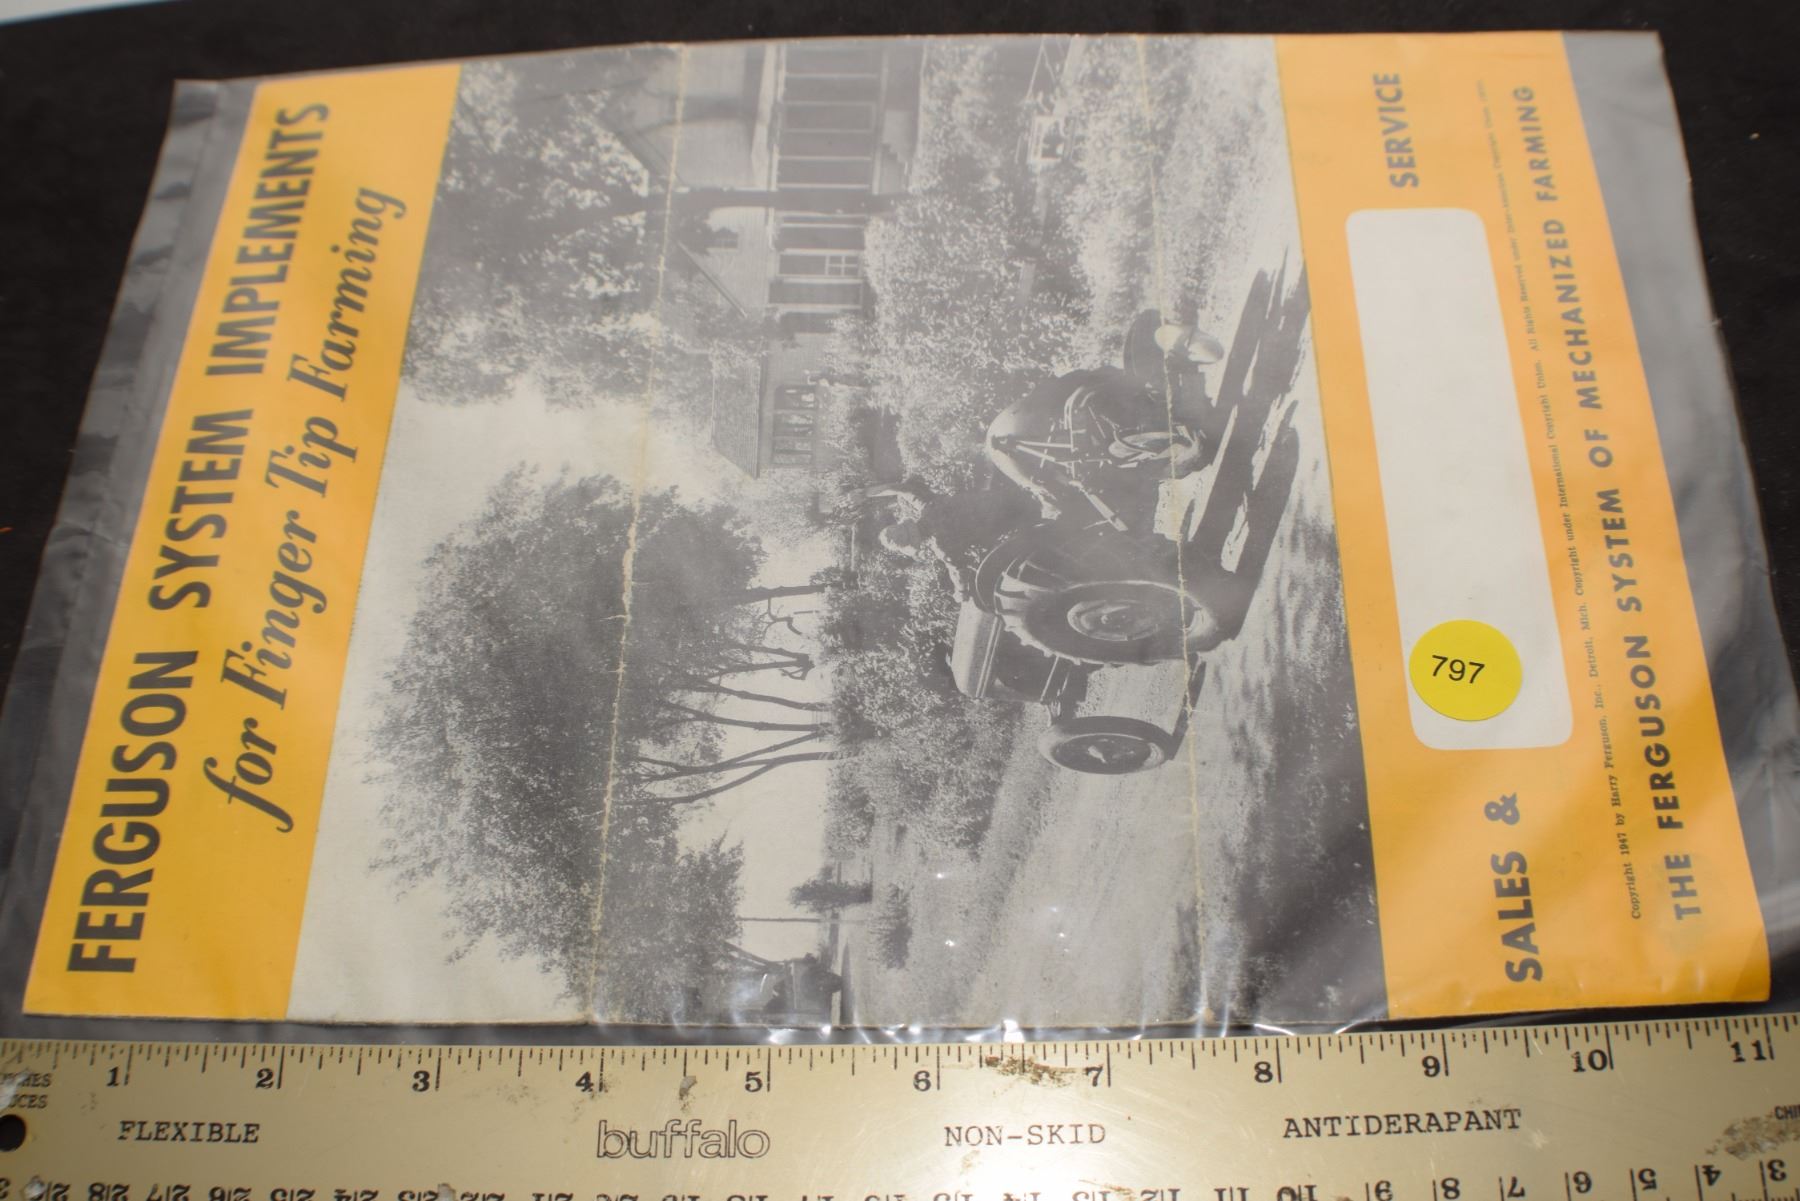 FERGUSON SYSTEM IMPLEMENTS
for Finger Tip Farming
SALES & SERVICE
797
Copyright 1947 by Harry Ferguson, Inc., Detroit, Mich. Copyright under International Copyright Union. All Rights Reserved under Inter-American Copyright Union
THE FERGUSON SYSTEM OF MECHANIZED FARMING
1 2 3 4 5 6 7 8 9 10 11
FLEXIBLE buffalo NON-SKID ANTIDERAPANT